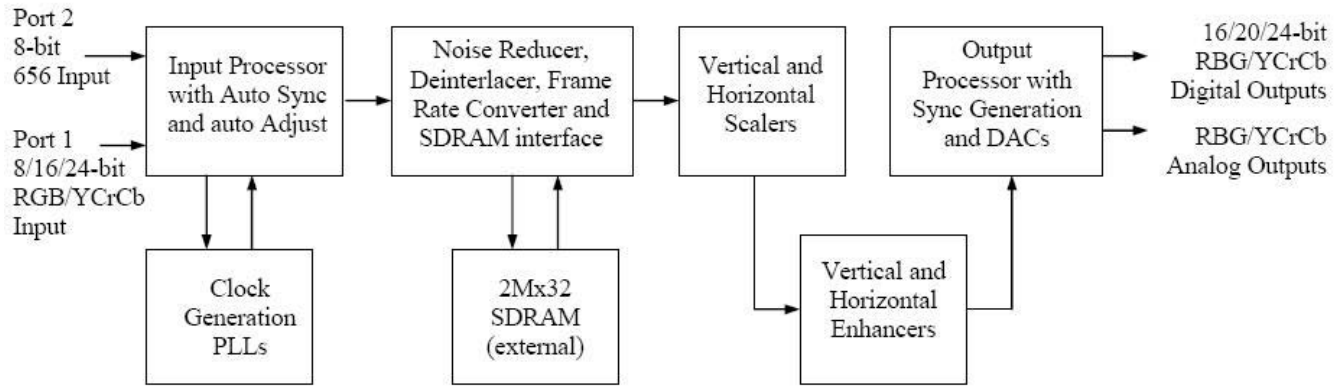 Port 2
8-bit
656 Input
Port 1
8/16/24-bit
RGB/YCrCb
Input
Input Processor
with Auto Sync
and auto Adjust
Clock
Generation
PLLs
Noise Reducer,
Deinterlacer, Frame
Rate Converter and
SDRAM interface
2Mx32
SDRAM
(external)
Vertical and
Horizontal
Scalers
Vertical and
Horizontal
Enhancers
Output
Processor with
Sync Generation
and DACs
16/20/24-bit
RBG/YCrCb
Digital Outputs
RBG/YCrCb
Analog Outputs